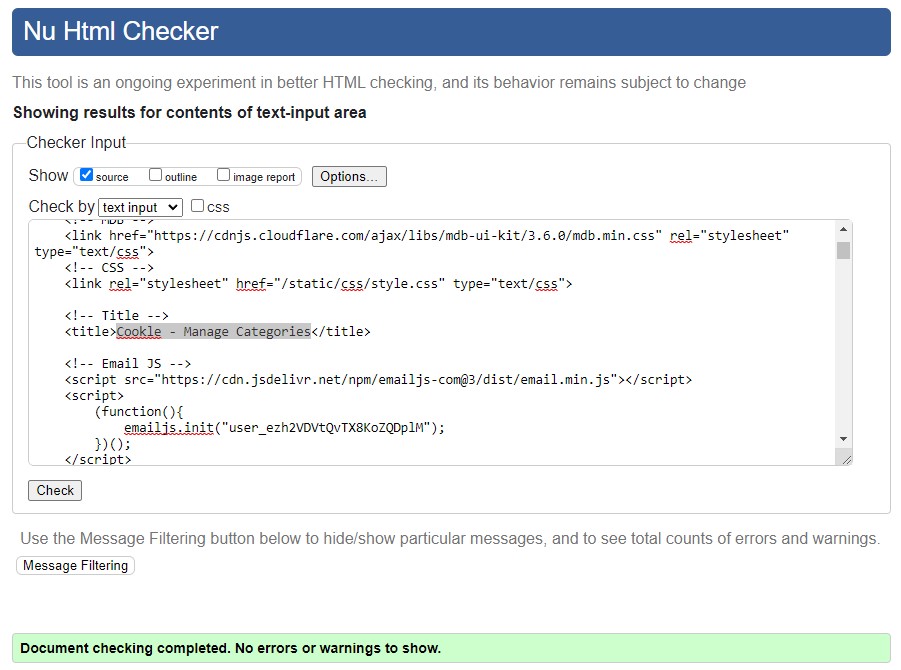 Nu Html Checker
This tool is an ongoing experiment in better HTML checking, and its behavior remains subject to change
Showing results for contents of text-input area
Checker Input
Show source outline image report Options...
Check by text input css
<!-- MDB -->
<link href="https://cdnjs.cloudflare.com/ajax/libs/mdb-ui-kit/3.6.0/mdb.min.css" rel="stylesheet"
type="text/css">
<!-- CSS -->
<link rel="stylesheet" href="/static/css/style.css" type="text/css">
<!-- Title -->
<title>Cookle - Manage Categories</title>
<!-- Email JS -->
<script src="https://cdn.jsdelivr.net/npm/emailjs-com@3/dist/email.min.js"></script>
<script>
(function(){
emailjs.init("user_ezh2VDVtQvTX8KoZQDplM");
})();
</script>
Check
Use the Message Filtering button below to hide/show particular messages, and to see total counts of errors and warnings.
Message Filtering
Document checking completed. No errors or warnings to show.